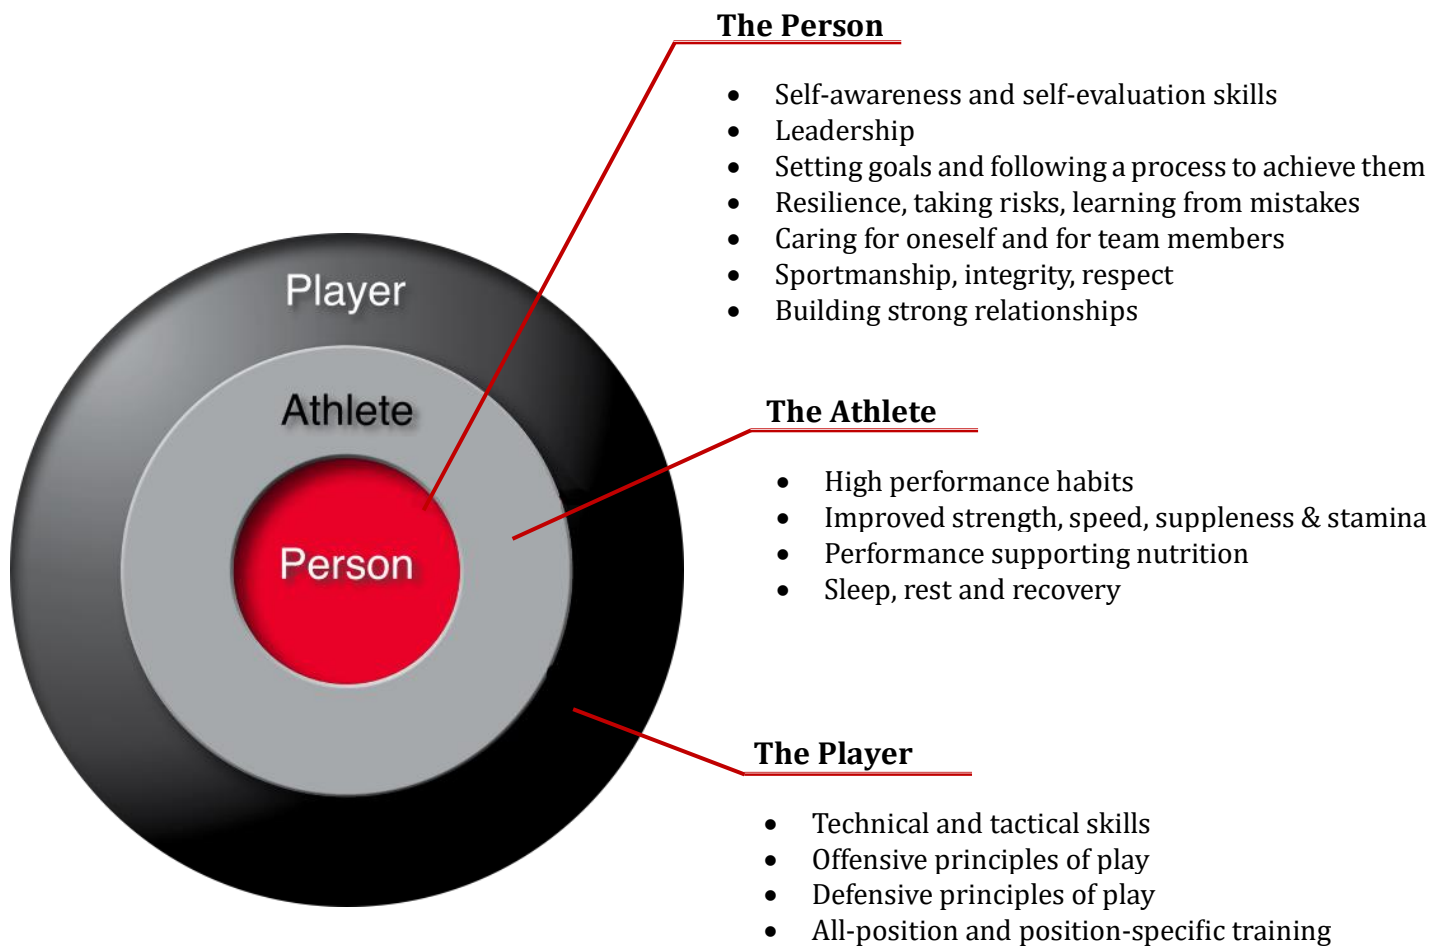 The Person
• Self-awareness and self-evaluation skills
• Leadership
• Setting goals and following a process to achieve them
• Resilience, taking risks, learning from mistakes
• Caring for oneself and for team members
• Sportmanship, integrity, respect
• Building strong relationships
Player
Athlete
Person
The Athlete
• High performance habits
• Improved strength, speed, suppleness & stamina
• Performance supporting nutrition
• Sleep, rest and recovery
The Player
• Technical and tactical skills
• Offensive principles of play
• Defensive principles of play
• All-position and position-specific training